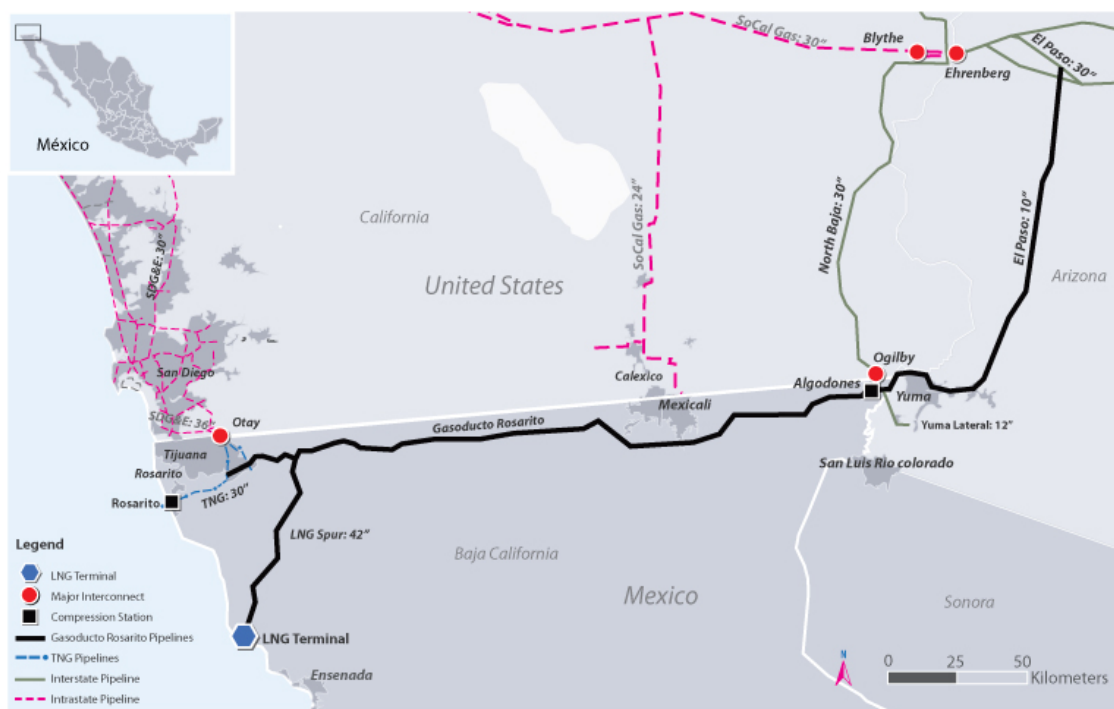 México
SoCal Gas: 30"
Blythe
Ehrenberg
El Paso: 30"
California
SoCal Gas: 24"
North Baja: 30"
El Paso: 10"
Arizona
SDG&E: 30"
United States
San Diego
Calexico
Ogilby
Algodones
Yuma
Mexicali
Yuma Lateral: 12"
SDG&E: 36"
Otay
Gasoducto Rosarito
Tijuana
Rosarito
San Luis Rio colorado
Rosarito
TNG: 30"
LNG Spur: 42"
Baja California
Mexico
Sonora
LNG Terminal
Ensenada
Legend
LNG Terminal
Major Interconnect
Compression Station
Gasoducto Rosarito Pipelines
TNG Pipelines
Interstate Pipeline
Intrastate Pipeline
N
0 25 50
Kilometers